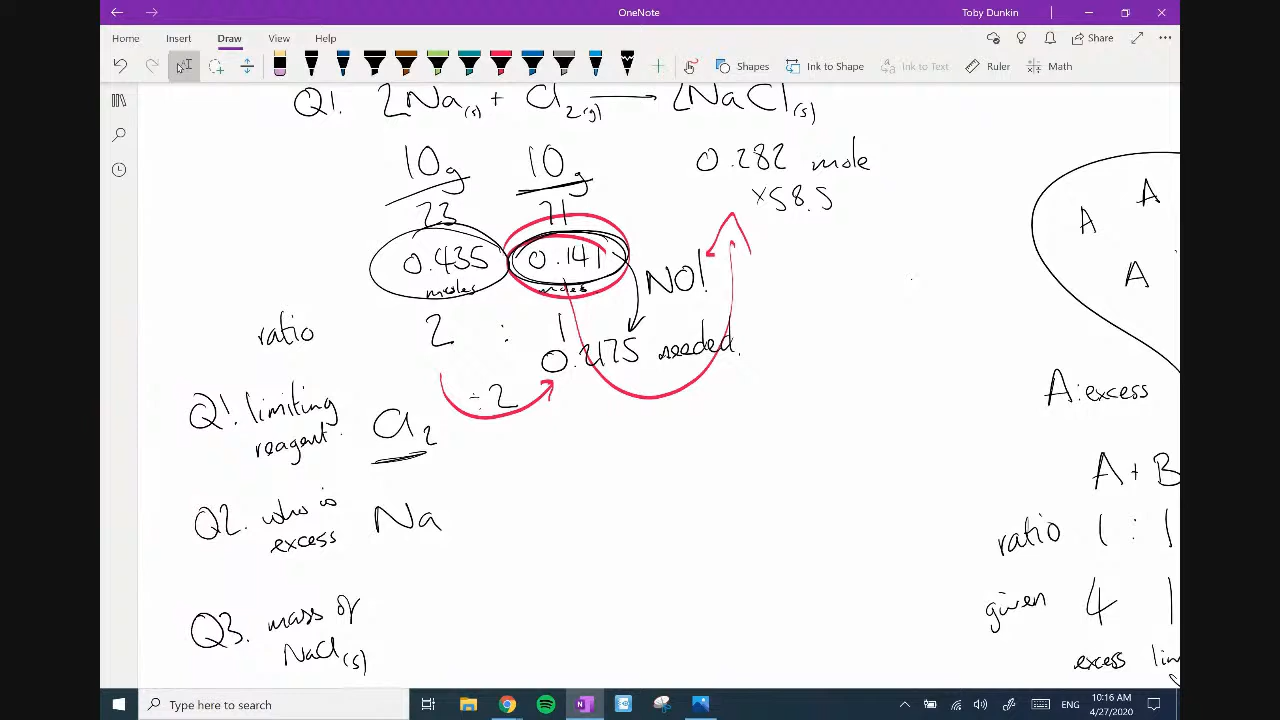 OneNote
Toby Dunkin
Home Insert Draw View Help
Share
Shapes
Ink to Shape
Ink to Text
Ruler
Math
Q1. 2Na(s) + Cl2(g) → 2NaCl(s)
10g 10g 0.282 mole
23 71 ×58.5
0.435 0.141 NO!
moles moles
ratio 2 : 1
0.2175 needed.
÷2
Q1. limiting reagent. Cl2
Q2. who is excess Na
Q3. mass of
NaCl(s)
A
A
A
A: excess
A + B
ratio 1 : 1
given 4 1
excess lim
Type here to search
ENG
10:16 AM
4/27/2020